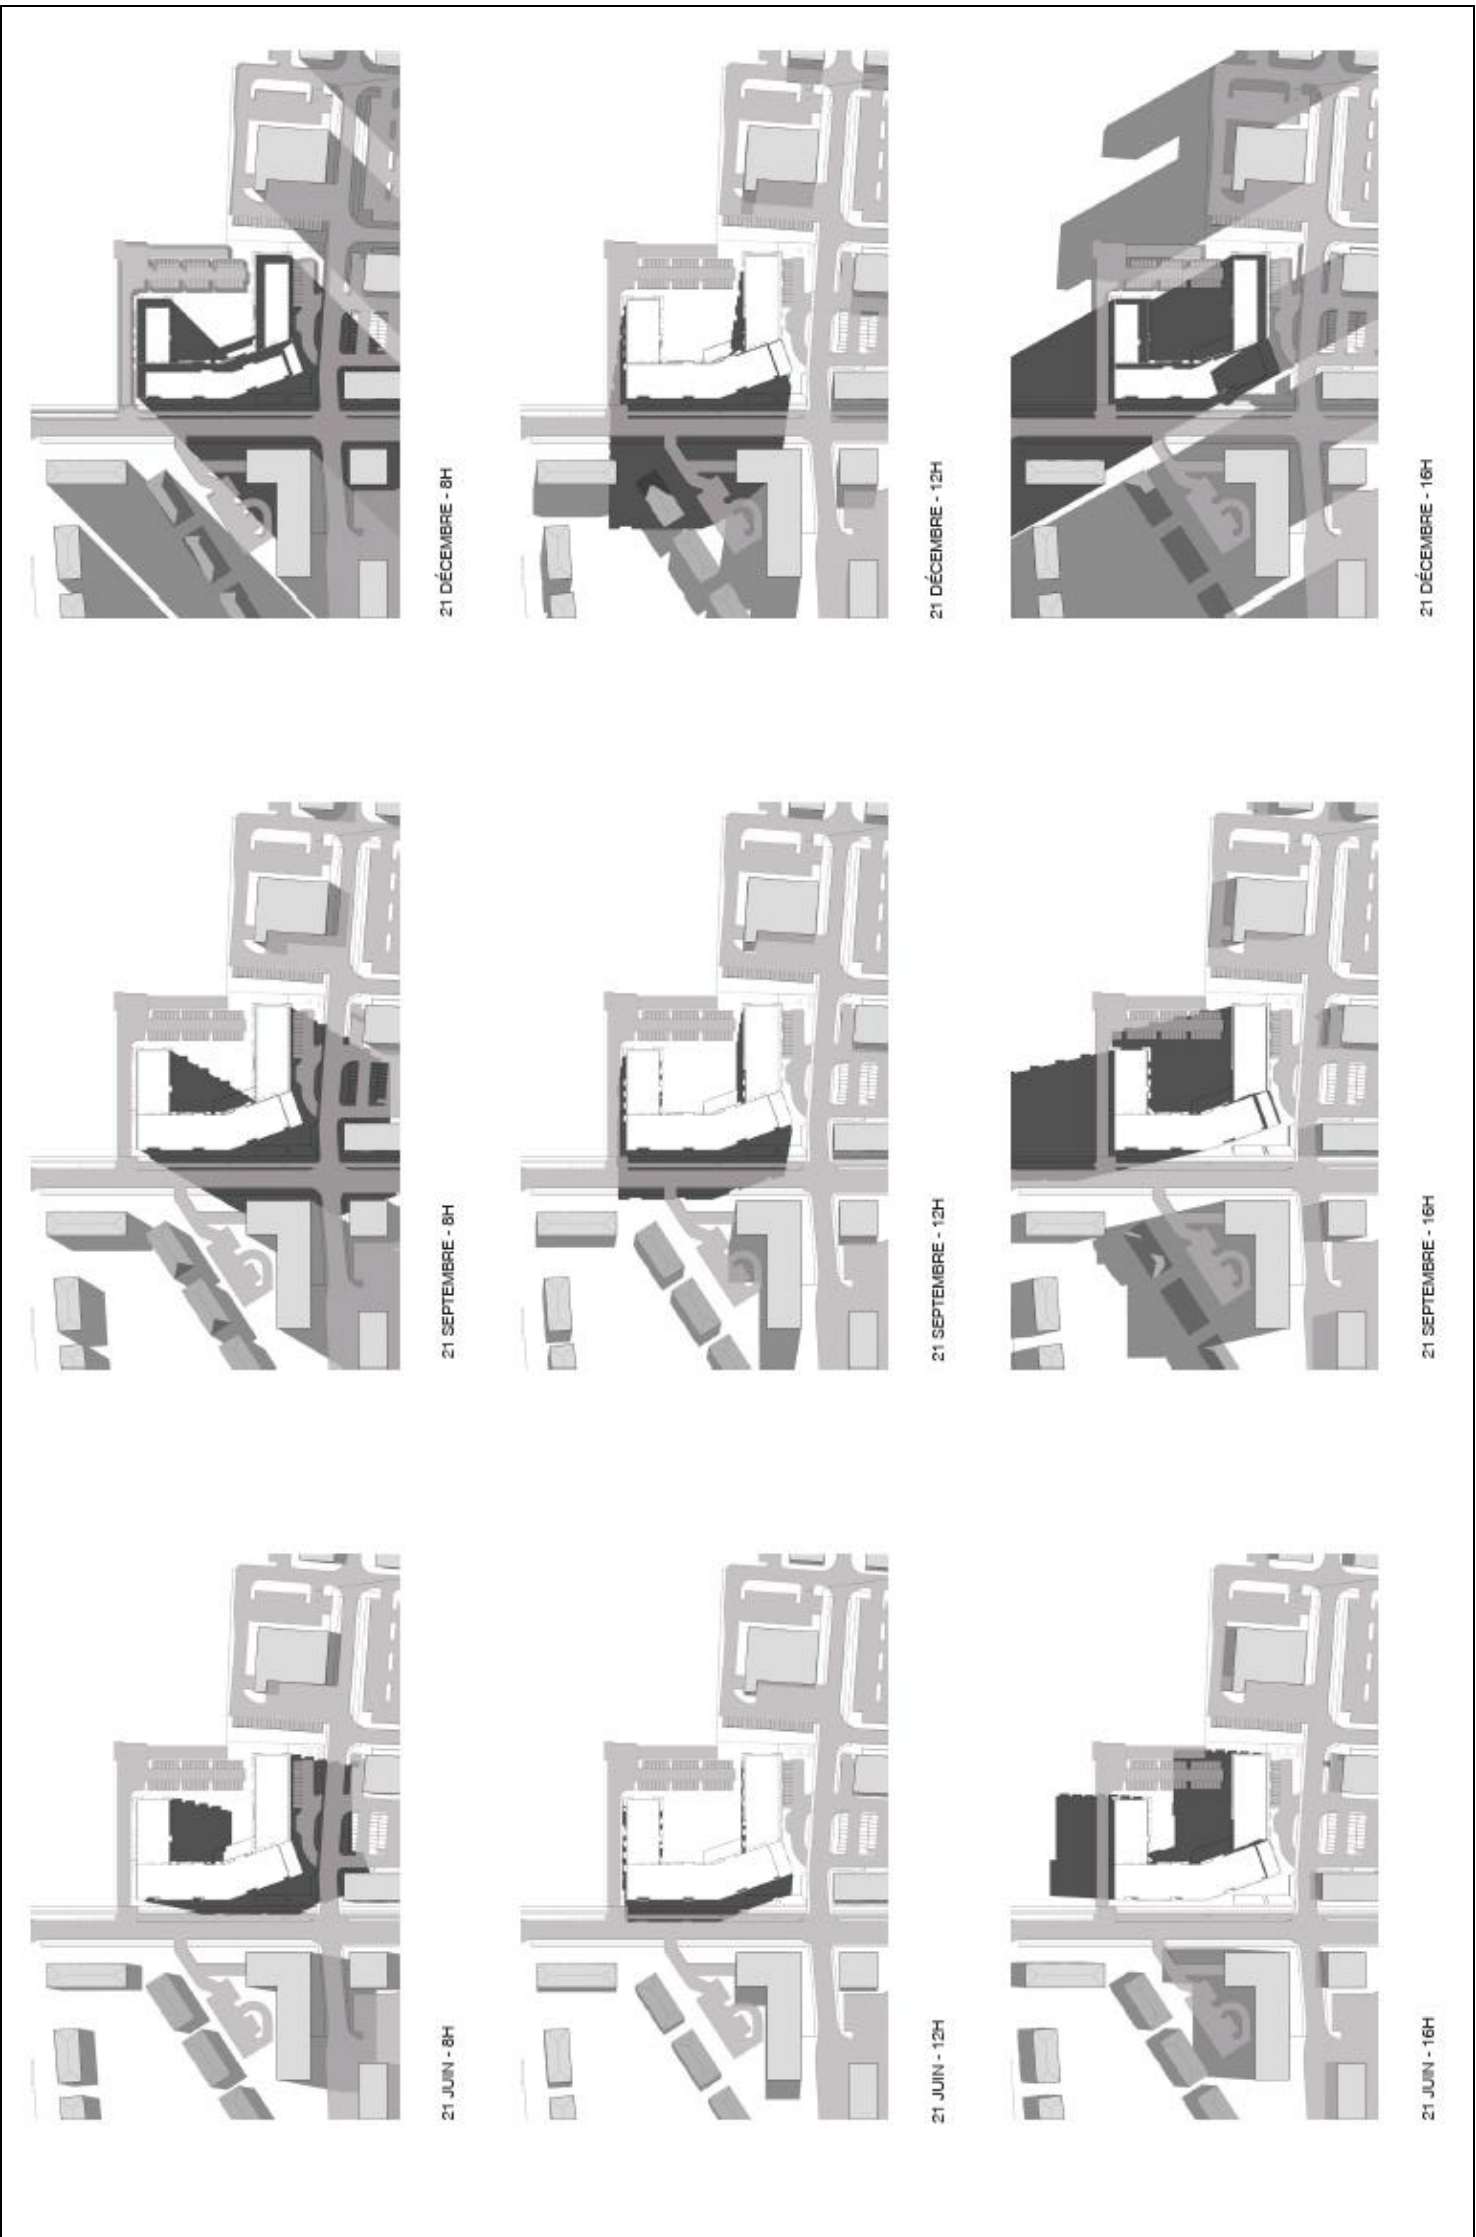 21 JUIN - 8H
21 SEPTEMBRE - 8H
21 DÉCEMBRE - 8H
21 JUIN - 12H
21 SEPTEMBRE - 12H
21 DÉCEMBRE - 12H
21 JUIN - 16H
21 SEPTEMBRE - 16H
21 DÉCEMBRE - 16H